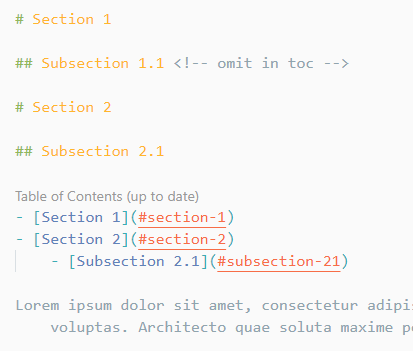 # Section 1
## Subsection 1.1 <!-- omit in toc -->
# Section 2
## Subsection 2.1
Table of Contents (up to date)
- [Section 1](#section-1)
- [Section 2](#section-2)
- [Subsection 2.1](#subsection-21)
Lorem ipsum dolor sit amet, consectetur
voluptas. Architecto quae soluta maxime